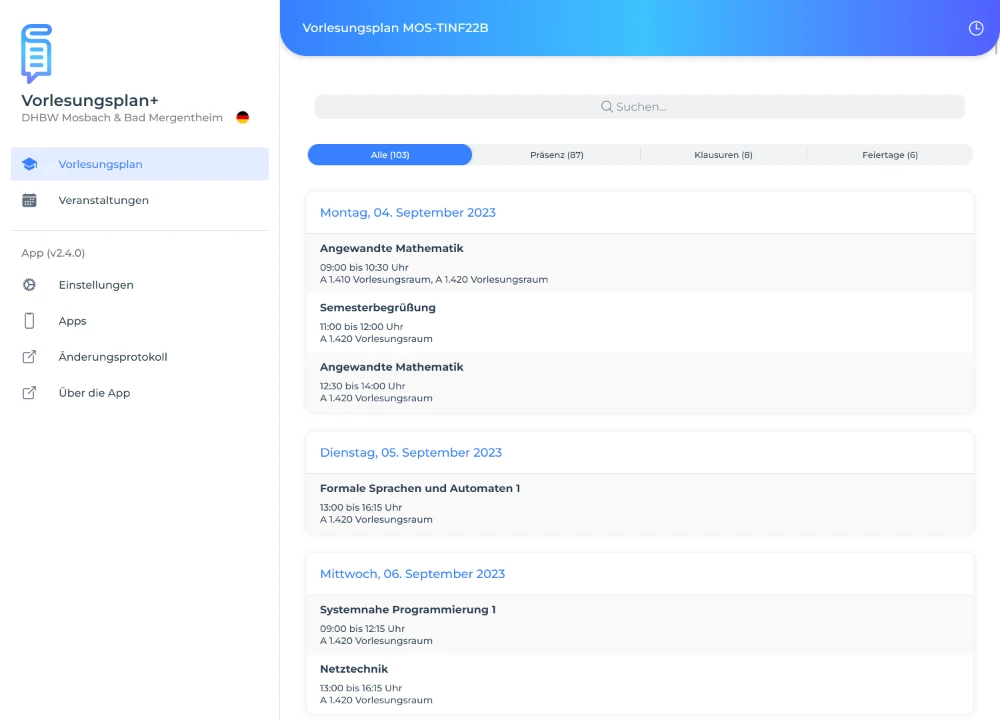 Vorlesungsplan+
DHBW Mosbach & Bad Mergentheim
Vorlesungsplan
Veranstaltungen
App (v2.4.0)
Einstellungen
Apps
Änderungsprotokoll
Über die App
Vorlesungsplan MOS-TINF22B
Suchen...
Alle (103)
Präsenz (87)
Klausuren (8)
Feiertage (6)
Montag, 04. September 2023
Angewandte Mathematik
09:00 bis 10:30 Uhr
A 1.410 Vorlesungsraum, A 1.420 Vorlesungsraum
Semesterbegrüßung
11:00 bis 12:00 Uhr
A 1.420 Vorlesungsraum
Angewandte Mathematik
12:30 bis 14:00 Uhr
A 1.420 Vorlesungsraum
Dienstag, 05. September 2023
Formale Sprachen und Automaten 1
13:00 bis 16:15 Uhr
A 1.420 Vorlesungsraum
Mittwoch, 06. September 2023
Systemnahe Programmierung 1
09:00 bis 12:15 Uhr
A 1.420 Vorlesungsraum
Netztechnik
13:00 bis 16:15 Uhr
A 1.420 Vorlesungsraum